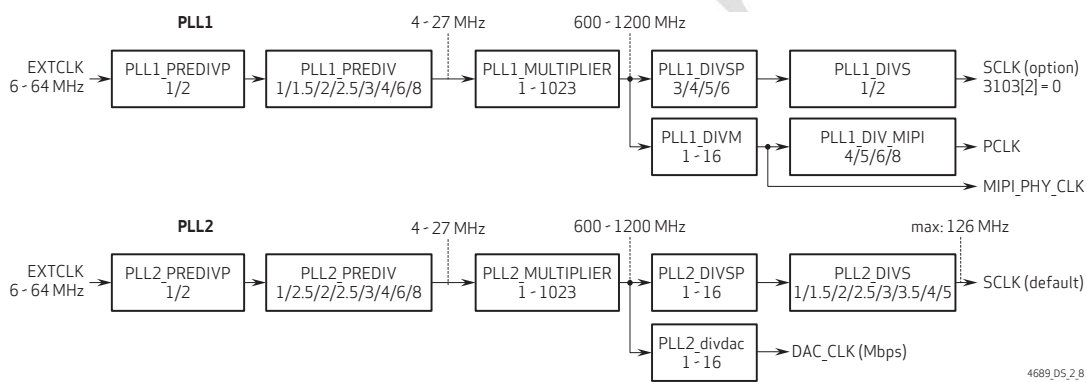 PLL1
4 - 27 MHz
600 - 1200 MHz
EXTCLK
6 - 64 MHz
PLL1_PREDIVP
1/2
PLL1_PREDIV
1/1.5/2/2.5/3/4/6/8
PLL1_MULTIPLIER
1 - 1023
PLL1_DIVSP
3/4/5/6
PLL1_DIVS
1/2
SCLK (option)
3103[2] = 0
PLL1_DIVM
1 - 16
PLL1_DIV_MIPI
4/5/6/8
PCLK
MIPI_PHY_CLK
PLL2
4 - 27 MHz
600 - 1200 MHz
max: 126 MHz
EXTCLK
6 - 64 MHz
PLL2_PREDIVP
1/2
PLL2_PREDIV
1/2.5/2/2.5/3/4/6/8
PLL2_MULTIPLIER
1 - 1023
PLL2_DIVSP
1 - 16
PLL2_DIVS
1/1.5/2/2.5/3/3.5/4/5
SCLK (default)
PLL2_divdac
1 - 16
DAC_CLK (Mbps)
4689_DS_2_8